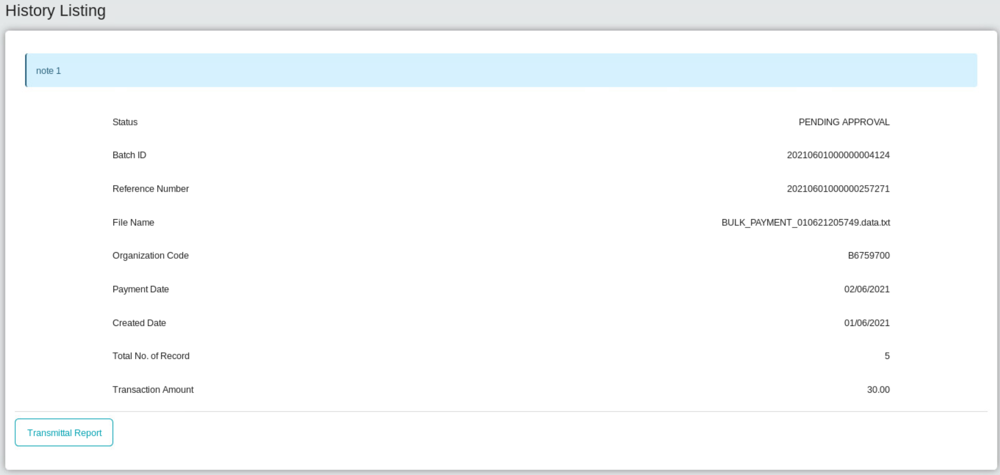 History Listing
note 1
Status PENDING APPROVAL
Batch ID 20210601000000004124
Reference Number 20210601000000257271
File Name BULK_PAYMENT_010621205749.data.txt
Organization Code B6759700
Payment Date 02/06/2021
Created Date 01/06/2021
Total No. of Record 5
Transaction Amount 30.00
Transmittal Report